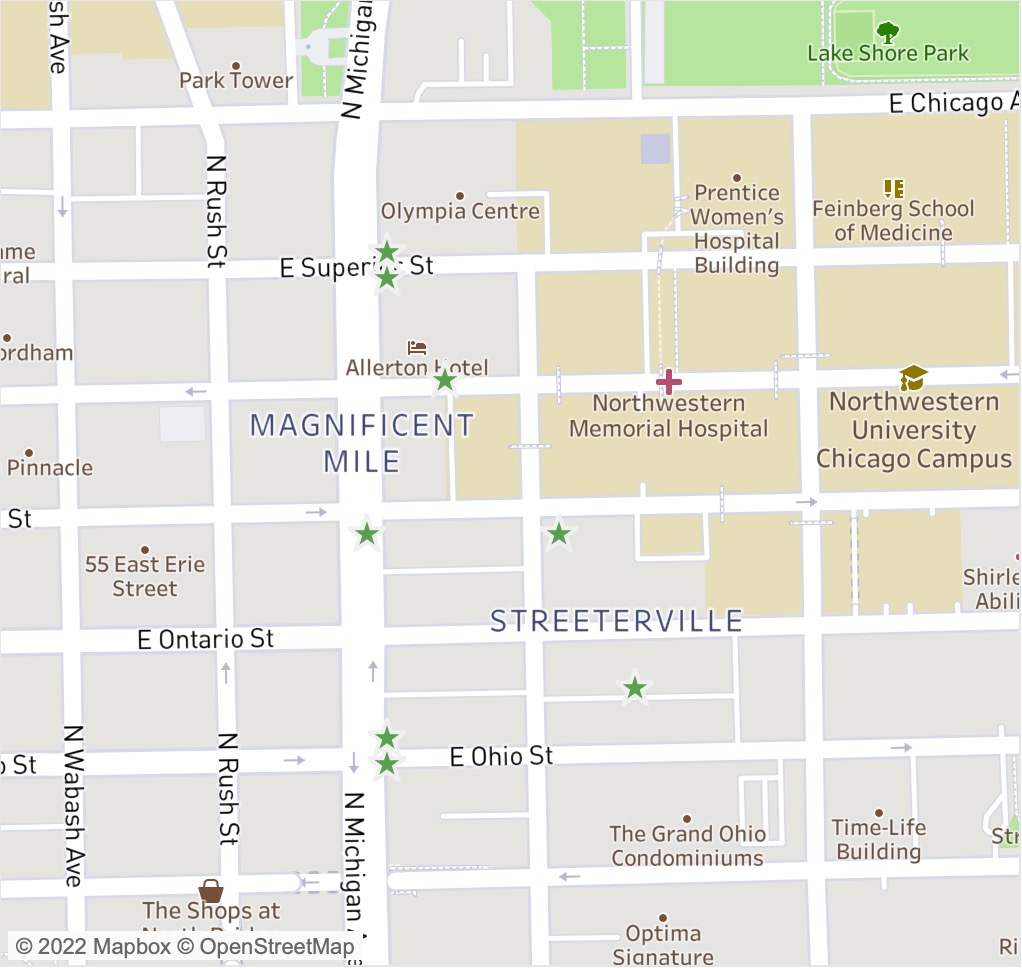 sh Ave
N Michigan
Park Tower
Lake Shore Park
E Chicago A
N Rush St
Olympia Centre
Prentice
Women's
Hospital
Building
Feinberg School
of Medicine
ame
ral
E Superior St
ordham
Allerton Hotel
MAGNIFICENT
MILE
Northwestern
Memorial Hospital
Northwestern
University
Chicago Campus
Pinnacle
St
55 East Erie
Street
Shirle
Abili
STREETERVILLE
E Ontario St
N Wabash Ave
N Rush St
E Ohio St
o St
N Michigan A
The Grand Ohio
Condominiums
Time-Life
Building
Str
The Shops at
Optima
Signature
Ri
© 2022 Mapbox © OpenStreetMap